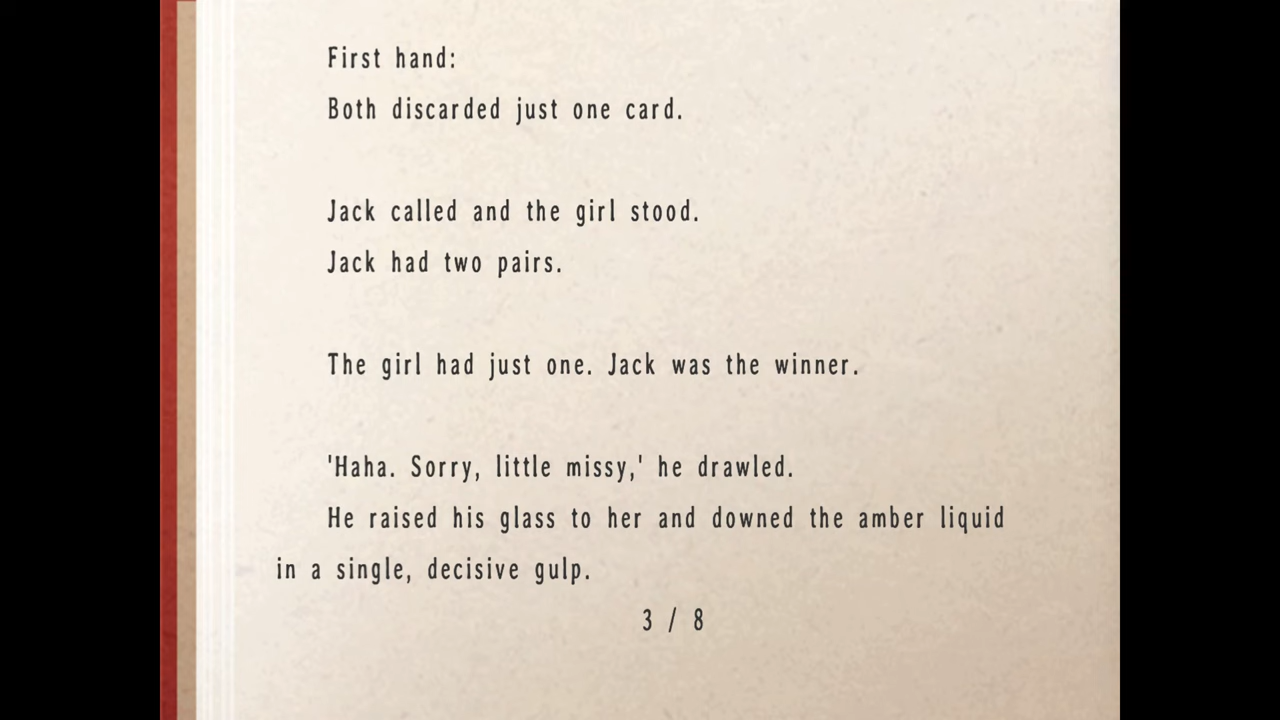 First hand:
Both discarded just one card.
Jack called and the girl stood.
Jack had two pairs.
The girl had just one. Jack was the winner.
'Haha. Sorry, little missy,' he drawled.
He raised his glass to her and downed the amber liquid
in a single, decisive gulp.
3 / 8